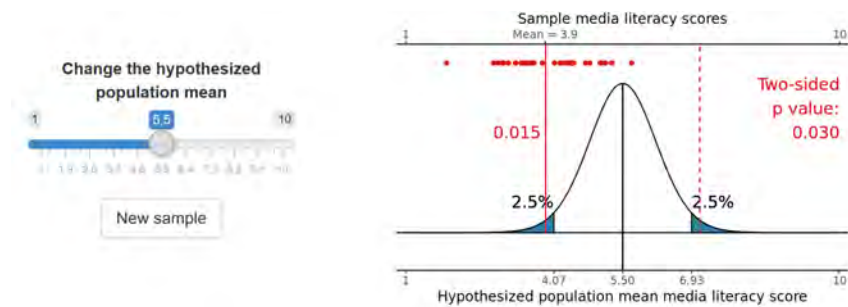 Change the hypothesized
population mean
1
5.5
10
New sample
Sample media literacy scores
1
Mean = 3.9
10
Two-sided
p value:
0.030
0.015
2.5%
2.5%
1
4.07
5.50
6.93
10
Hypothesized population mean media literacy score